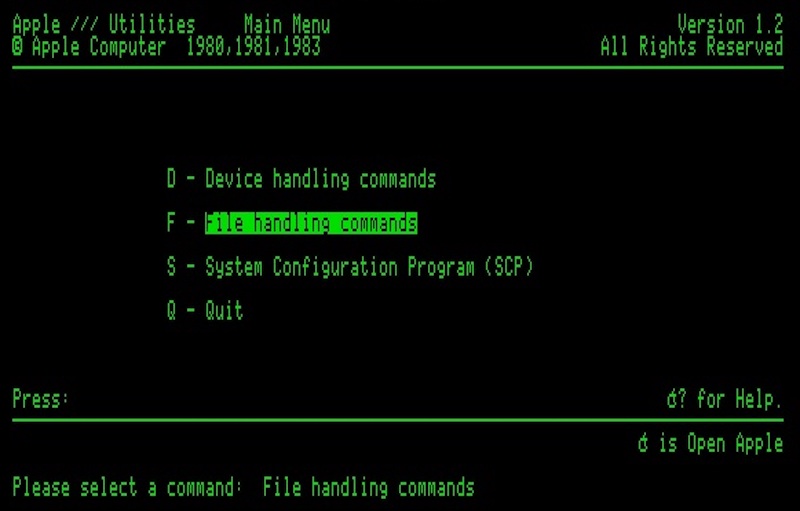 Apple /// Utilities Main Menu Version 1.2
© Apple Computer 1980,1981,1983 All Rights Reserved
D - Device handling commands
F - File handling commands
S - System Configuration Program (SCP)
Q - Quit
Press: ? for Help.
is Open Apple
Please select a command: File handling commands